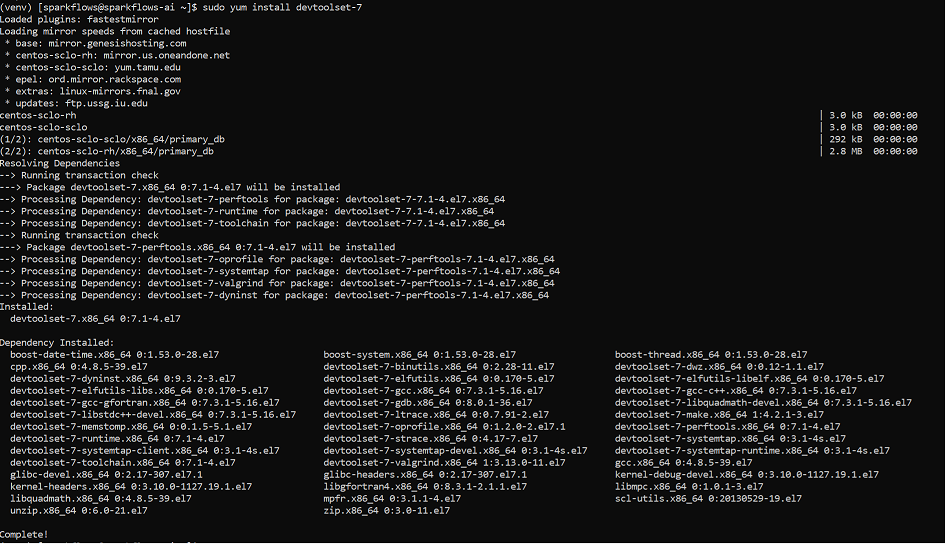 (venv) [sparkflows@sparkflows-ai ~]$ sudo yum install devtoolset-7
Loaded plugins: fastestmirror
Loading mirror speeds from cached hostfile
 * base: mirror.genesishosting.com
 * centos-sclo-rh: mirror.us.oneandone.net
 * centos-sclo-sclo: yum.tamu.edu
 * epel: ord.mirror.rackspace.com
 * extras: linux-mirrors.fnal.gov
 * updates: ftp.ussg.iu.edu
centos-sclo-rh | 3.0 kB 00:00:00
centos-sclo-sclo | 3.0 kB 00:00:00
(1/2): centos-sclo-sclo/x86_64/primary_db | 292 kB 00:00:00
(2/2): centos-sclo-rh/x86_64/primary_db | 2.8 MB 00:00:00
Resolving Dependencies
--> Running transaction check
---> Package devtoolset-7.x86_64 0:7.1-4.el7 will be installed
--> Processing Dependency: devtoolset-7-perftools for package: devtoolset-7-7.1-4.el7.x86_64
--> Processing Dependency: devtoolset-7-runtime for package: devtoolset-7-7.1-4.el7.x86_64
--> Processing Dependency: devtoolset-7-toolchain for package: devtoolset-7-7.1-4.el7.x86_64
--> Running transaction check
---> Package devtoolset-7-perftools.x86_64 0:7.1-4.el7 will be installed
--> Processing Dependency: devtoolset-7-oprofile for package: devtoolset-7-perftools-7.1-4.el7.x86_64
--> Processing Dependency: devtoolset-7-systemtap for package: devtoolset-7-perftools-7.1-4.el7.x86_64
--> Processing Dependency: devtoolset-7-valgrind for package: devtoolset-7-perftools-7.1-4.el7.x86_64
--> Processing Dependency: devtoolset-7-dyninst for package: devtoolset-7-perftools-7.1-4.el7.x86_64
Installed:
  devtoolset-7.x86_64 0:7.1-4.el7
Dependency Installed:
  boost-date-time.x86_64 0:1.53.0-28.el7 boost-system.x86_64 0:1.53.0-28.el7 boost-thread.x86_64 0:1.53.0-28.el7
  cpp.x86_64 0:4.8.5-39.el7 devtoolset-7-binutils.x86_64 0:2.28-11.el7 devtoolset-7-dwz.x86_64 0:0.12-1.1.el7
  devtoolset-7-dyninst.x86_64 0:9.3.2-3.el7 devtoolset-7-elfutils.x86_64 0:0.170-5.el7 devtoolset-7-elfutils-libelf.x86_64 0:0.170-5.el7
  devtoolset-7-elfutils-libs.x86_64 0:0.170-5.el7 devtoolset-7-gcc.x86_64 0:7.3.1-5.16.el7 devtoolset-7-gcc-c++.x86_64 0:7.3.1-5.16.el7
  devtoolset-7-gcc-gfortran.x86_64 0:7.3.1-5.16.el7 devtoolset-7-gdb.x86_64 0:8.0.1-36.el7 devtoolset-7-libquadmath-devel.x86_64 0:7.3.1-5.16.el7
  devtoolset-7-libstdc++-devel.x86_64 0:7.3.1-5.16.el7 devtoolset-7-ltrace.x86_64 0:0.7.91-2.el7 devtoolset-7-make.x86_64 1:4.2.1-3.el7
  devtoolset-7-memstomp.x86_64 0:0.1.5-5.1.el7 devtoolset-7-oprofile.x86_64 0:1.2.0-2.el7.1 devtoolset-7-perftools.x86_64 0:7.1-4.el7
  devtoolset-7-runtime.x86_64 0:7.1-4.el7 devtoolset-7-strace.x86_64 0:4.17-7.el7 devtoolset-7-systemtap.x86_64 0:3.1-4s.el7
  devtoolset-7-systemtap-client.x86_64 0:3.1-4s.el7 devtoolset-7-systemtap-devel.x86_64 0:3.1-4s.el7 devtoolset-7-systemtap-runtime.x86_64 0:3.1-4s.el7
  devtoolset-7-toolchain.x86_64 0:7.1-4.el7 devtoolset-7-valgrind.x86_64 1:3.13.0-11.el7 gcc.x86_64 0:4.8.5-39.el7
  glibc-devel.x86_64 0:2.17-307.el7.1 glibc-headers.x86_64 0:2.17-307.el7.1 kernel-debug-devel.x86_64 0:3.10.0-1127.19.1.el7
  kernel-headers.x86_64 0:3.10.0-1127.19.1.el7 libgfortran4.x86_64 0:8.3.1-2.1.1.el7 libmpc.x86_64 0:1.0.1-3.el7
  libquadmath.x86_64 0:4.8.5-39.el7 mpfr.x86_64 0:3.1.1-4.el7 scl-utils.x86_64 0:20130529-19.el7
  unzip.x86_64 0:6.0-21.el7 zip.x86_64 0:3.0-11.el7
Complete!